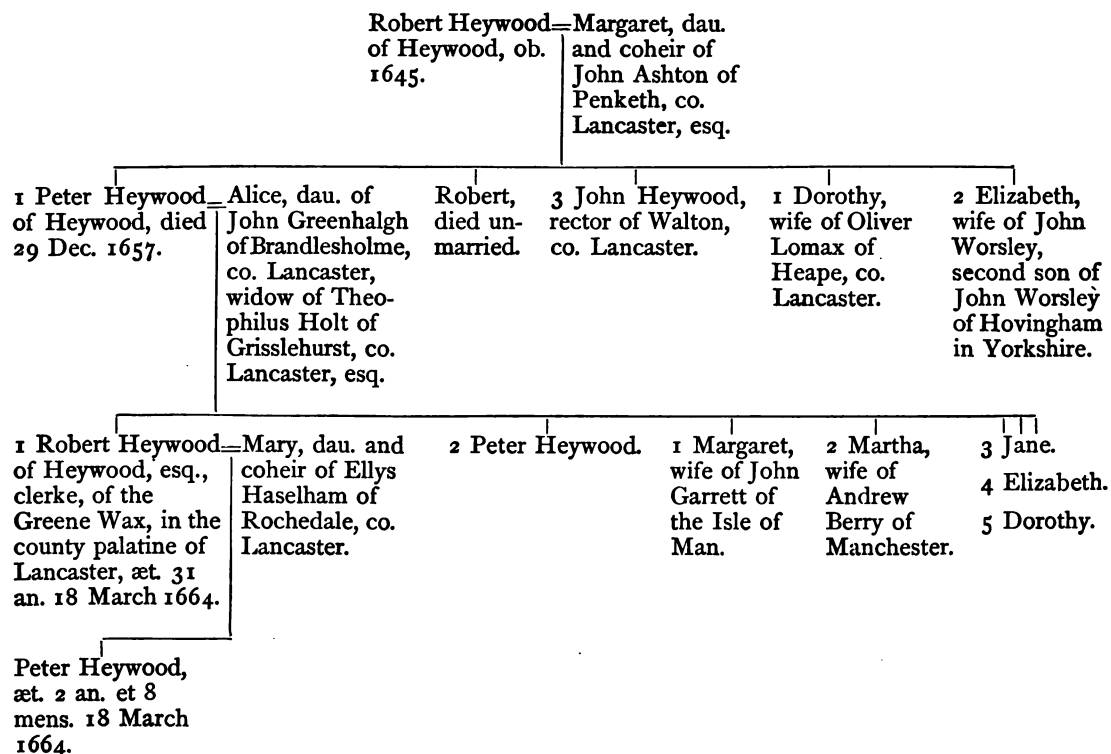 Robert Heywood=Margaret, dau.
of Heywood, ob. and coheir of
1645. John Ashton of
Penketh, co.
Lancaster, esq.
1 Peter Heywood=
of Heywood, died
29 Dec. 1657.
Alice, dau. of
John Greenhalgh
of Brandlesholme,
co. Lancaster,
widow of Theo-
philus Holt of
Grisslehurst, co.
Lancaster, esq.
Robert,
died un-
married.
3 John Heywood,
rector of Walton,
co. Lancaster.
1 Dorothy,
wife of Oliver
Lomax of
Heape, co.
Lancaster.
2 Elizabeth,
wife of John
Worsley,
second son of
John Worsley
of Hovingham
in Yorkshire.
1 Robert Heywood=
of Heywood, esq.,
clerke, of the
Greene Wax, in the
county palatine of
Lancaster, æt. 31
an. 18 March 1664.
Mary, dau. and
coheir of Ellys
Haselham of
Rochedale, co.
Lancaster.
2 Peter Heywood.
1 Margaret,
wife of John
Garrett of
the Isle of
Man.
2 Martha,
wife of
Andrew
Berry of
Manchester.
3 Jane.
4 Elizabeth.
5 Dorothy.
Peter Heywood,
æt. 2 an. et 8
mens. 18 March
1664.